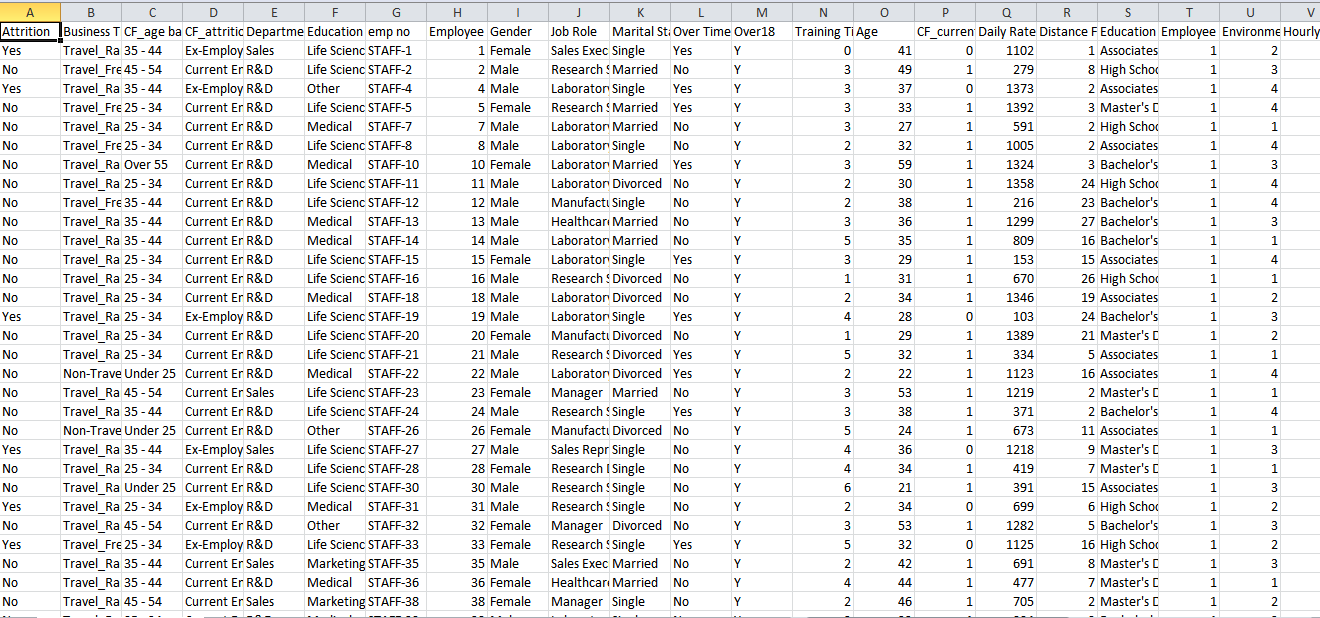 A B C D E F G H I J K L M N O P Q R S T U V
Attrition Business T CF_age ba CF_attritic Departme Education emp no Employee Gender Job Role Marital Sta Over Time Over18 Training Ti Age CF_curren Daily Rate Distance F Education Employee Environme Hourly
Yes Travel_Ra 35 - 44 Ex-Employ Sales Life Scienc STAFF-1 1 Female Sales Exec Single Yes Y 0 41 0 1102 1 Associates 1 2
No Travel_Fre 45 - 54 Current Er R&D Life Scienc STAFF-2 2 Male Research S Married No Y 3 49 1 279 8 High Schoo 1 3
Yes Travel_Ra 35 - 44 Ex-Employ R&D Other STAFF-4 4 Male Laborator Single Yes Y 3 37 0 1373 2 Associates 1 4
No Travel_Fre 25 - 34 Current Er R&D Life Scienc STAFF-5 5 Female Research S Married Yes Y 3 33 1 1392 3 Master's D 1 4
No Travel_Ra 25 - 34 Current Er R&D Medical STAFF-7 7 Male Laborator Married No Y 3 27 1 591 2 High Schoo 1 1
No Travel_Fre 25 - 34 Current Er R&D Life Scienc STAFF-8 8 Male Laborator Single No Y 2 32 1 1005 2 Associates 1 4
No Travel_Ra Over 55 Current Er R&D Medical STAFF-10 10 Female Laborator Married Yes Y 3 59 1 1324 3 Bachelor's 1 3
No Travel_Ra 25 - 34 Current Er R&D Life Scienc STAFF-11 11 Male Laborator Divorced No Y 2 30 1 1358 24 High Schoo 1 4
No Travel_Fre 35 - 44 Current Er R&D Life Scienc STAFF-12 12 Male Manufactu Single No Y 2 38 1 216 23 Bachelor's 1 4
No Travel_Ra 35 - 44 Current Er R&D Medical STAFF-13 13 Male Healthcare Married No Y 3 36 1 1299 27 Bachelor's 1 3
No Travel_Ra 35 - 44 Current Er R&D Medical STAFF-14 14 Male Laborator Married No Y 5 35 1 809 16 Bachelor's 1 1
No Travel_Ra 25 - 34 Current Er R&D Life Scienc STAFF-15 15 Female Laborator Single Yes Y 3 29 1 153 15 Associates 1 4
No Travel_Ra 25 - 34 Current Er R&D Life Scienc STAFF-16 16 Male Research S Divorced No Y 1 31 1 670 26 High Schoo 1 1
No Travel_Ra 25 - 34 Current Er R&D Medical STAFF-18 18 Male Laborator Divorced No Y 2 34 1 1346 19 Associates 1 2
Yes Travel_Ra 25 - 34 Ex-Employ R&D Life Scienc STAFF-19 19 Male Laborator Single Yes Y 4 28 0 103 24 Bachelor's 1 3
No Travel_Ra 25 - 34 Current Er R&D Life Scienc STAFF-20 20 Female Manufactu Divorced No Y 1 29 1 1389 21 Master's D 1 2
No Travel_Ra 25 - 34 Current Er R&D Life Scienc STAFF-21 21 Male Research S Divorced Yes Y 5 32 1 334 5 Associates 1 1
No Non-Trave Under 25 Current Er R&D Medical STAFF-22 22 Male Laborator Divorced Yes Y 2 22 1 1123 16 Associates 1 4
No Travel_Ra 45 - 54 Current Er Sales Life Scienc STAFF-23 23 Female Manager Married No Y 3 53 1 1219 2 Master's D 1 1
No Travel_Ra 35 - 44 Current Er R&D Life Scienc STAFF-24 24 Male Research S Single Yes Y 3 38 1 371 2 Bachelor's 1 4
No Non-Trave Under 25 Current Er R&D Other STAFF-26 26 Female Manufactu Divorced No Y 5 24 1 673 11 Associates 1 1
Yes Travel_Ra 35 - 44 Ex-Employ Sales Life Scienc STAFF-27 27 Male Sales Repr Single No Y 4 36 0 1218 9 Master's D 1 3
No Travel_Ra 25 - 34 Current Er R&D Life Scienc STAFF-28 28 Female Research D Single No Y 4 34 1 419 7 Master's D 1 1
No Travel_Ra Under 25 Current Er R&D Life Scienc STAFF-30 30 Male Research S Single No Y 6 21 1 391 15 Associates 1 3
Yes Travel_Ra 25 - 34 Ex-Employ R&D Medical STAFF-31 31 Male Research S Single No Y 2 34 0 699 6 High Schoo 1 2
No Travel_Ra 45 - 54 Current Er R&D Other STAFF-32 32 Female Manager Divorced No Y 3 53 1 1282 5 Bachelor's 1 3
Yes Travel_Fre 25 - 34 Ex-Employ R&D Life Scienc STAFF-33 33 Female Research S Single Yes Y 5 32 0 1125 16 High Schoo 1 2
No Travel_Ra 35 - 44 Current Er Sales Marketing STAFF-35 35 Male Sales Exec Married No Y 2 42 1 691 8 Master's D 1 3
No Travel_Ra 35 - 44 Current Er R&D Medical STAFF-36 36 Female Healthcare Married No Y 4 44 1 477 7 Master's D 1 1
No Travel_Ra 45 - 54 Current Er Sales Marketing STAFF-38 38 Female Manager Single No Y 2 46 1 705 2 Master's D 1 2